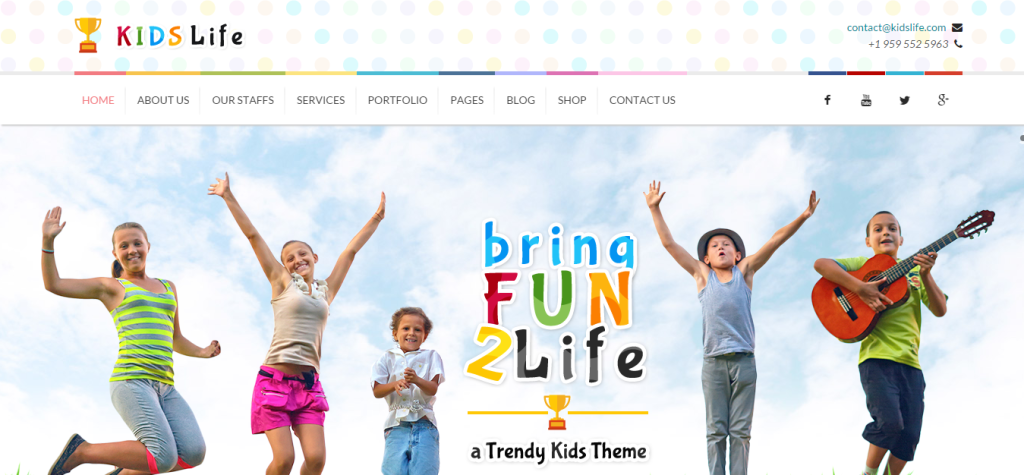 KIDS Life
contact@kidslife.com
+1 959 552 5963
HOME
ABOUT US
OUR STAFFS
SERVICES
PORTFOLIO
PAGES
BLOG
SHOP
CONTACT US
bring
FUN
2Life
a Trendy Kids Theme